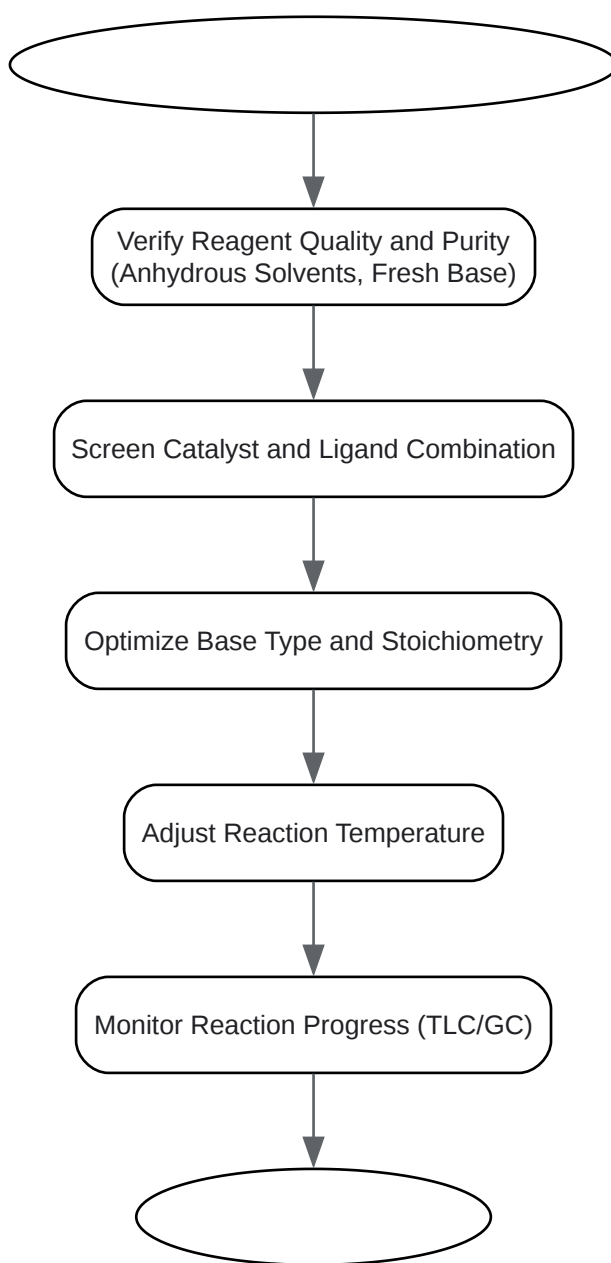 Verify Reagent Quality and Purity
(Anhydrous Solvents, Fresh Base)
Screen Catalyst and Ligand Combination
Optimize Base Type and Stoichiometry
Adjust Reaction Temperature
Monitor Reaction Progress (TLC/GC)